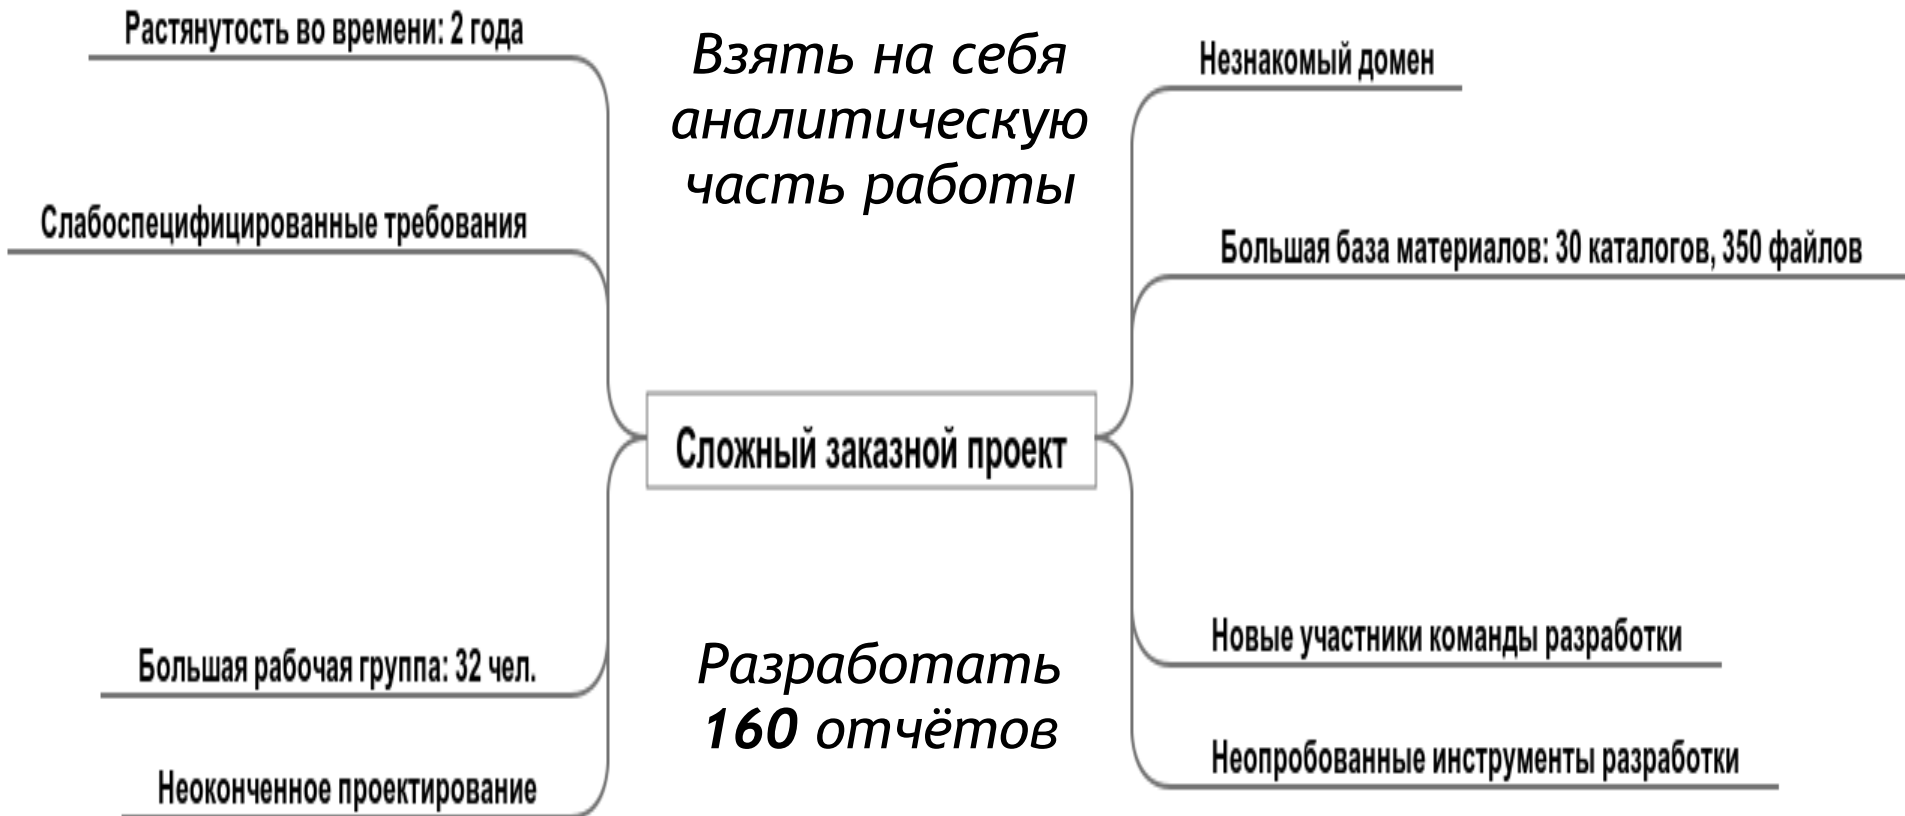 Растянутость во времени: 2 года
Слабоспецифицированные требования
Большая рабочая группа: 32 чел.
Неоконченное проектирование
Взять на себя
аналитическую
часть работы
Сложный заказной проект
Разработать
160 отчётов
Незнакомый домен
Большая база материалов: 30 каталогов, 350 файлов
Новые участники команды разработки
Неопробованные инструменты разработки